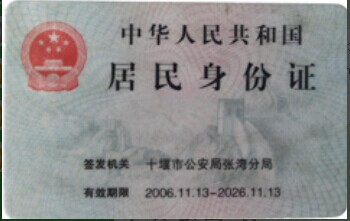 中华人民共和国
居民身份证
签发机关 十堰市公安局张湾分局
有效期限 2006.11.13-2026.11.13